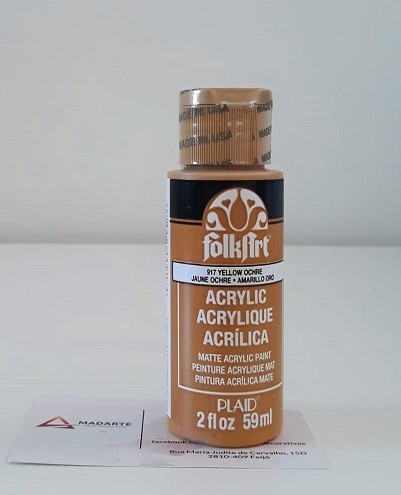 MADE IN USA
folkArt
917 YELLOW OCHRE
JAUNE OCHRE • AMARILLO ORO
ACRYLIC
ACRYLIQUE
ACRÍLICA
MATTE ACRYLIC PAINT
PEINTURE ACRYLIQUE MAT
PINTURA ACRÍLICA MATE
PLAID
2 fl oz 59ml
MADARTE
facebook.co
Rua Maria Judite de Carvalho, 15D
2810-409 Feijó